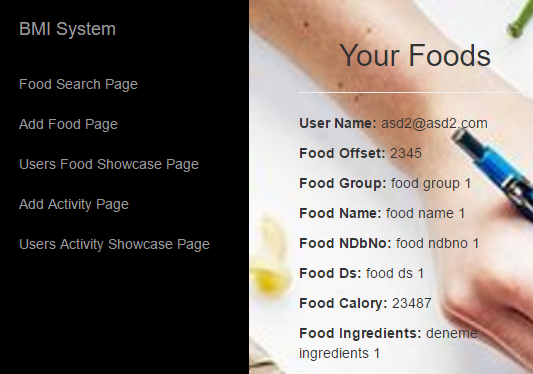 BMI System
Food Search Page
Add Food Page
Users Food Showcase Page
Add Activity Page
Users Activity Showcase Page
Your Foods
User Name: asd2@asd2.com
Food Offset: 2345
Food Group: food group 1
Food Name: food name 1
Food NDbNo: food ndbno 1
Food Ds: food ds 1
Food Calory: 23487
Food Ingredients: deneme
ingredients 1